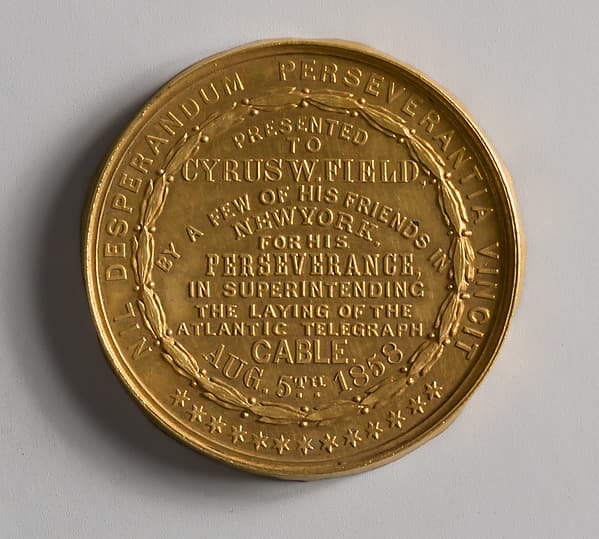 NIL DESPERANDUM PERSEVERANTIA VINCIT
PRESENTED
TO
CYRUS W. FIELD,
BY A FEW OF HIS FRIENDS IN
NEW YORK.
FOR HIS
PERSEVERANCE,
IN SUPERINTENDING
THE LAYING OF THE
ATLANTIC TELEGRAPH
CABLE.
AUG. 5TH 1858